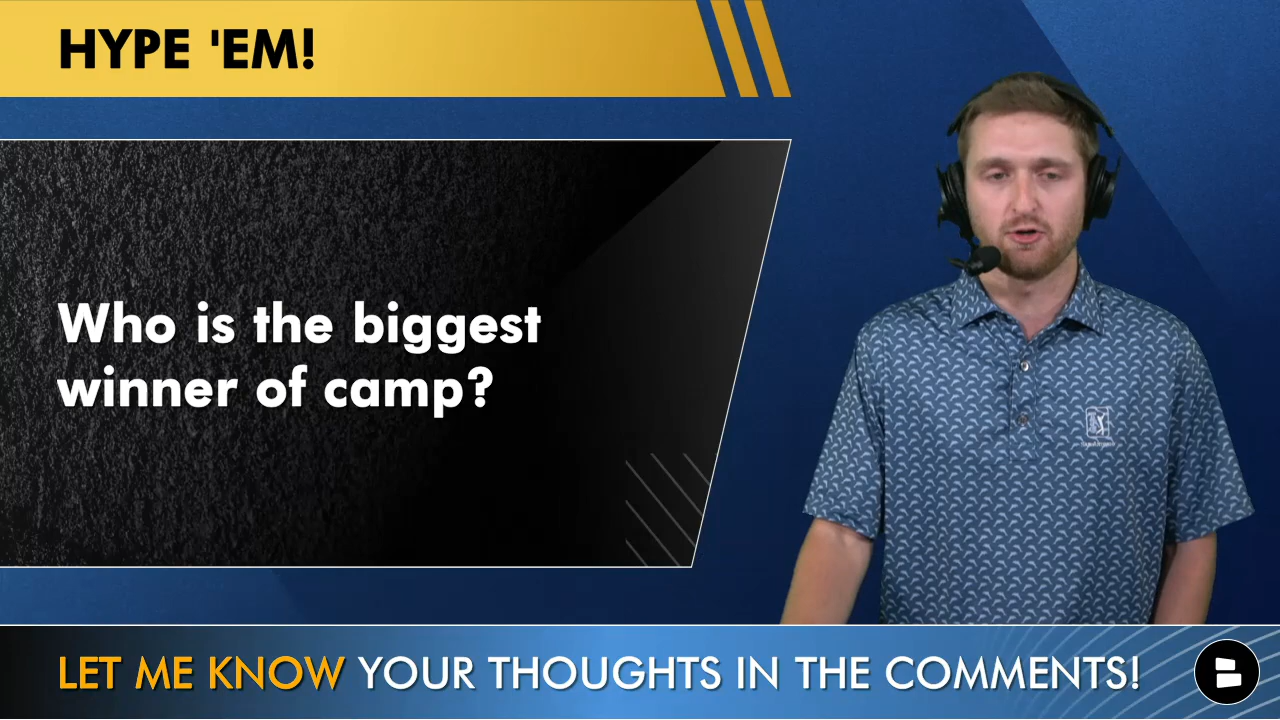 HYPE 'EM!
Who is the biggest
winner of camp?
LET ME KNOW YOUR THOUGHTS IN THE COMMENTS!